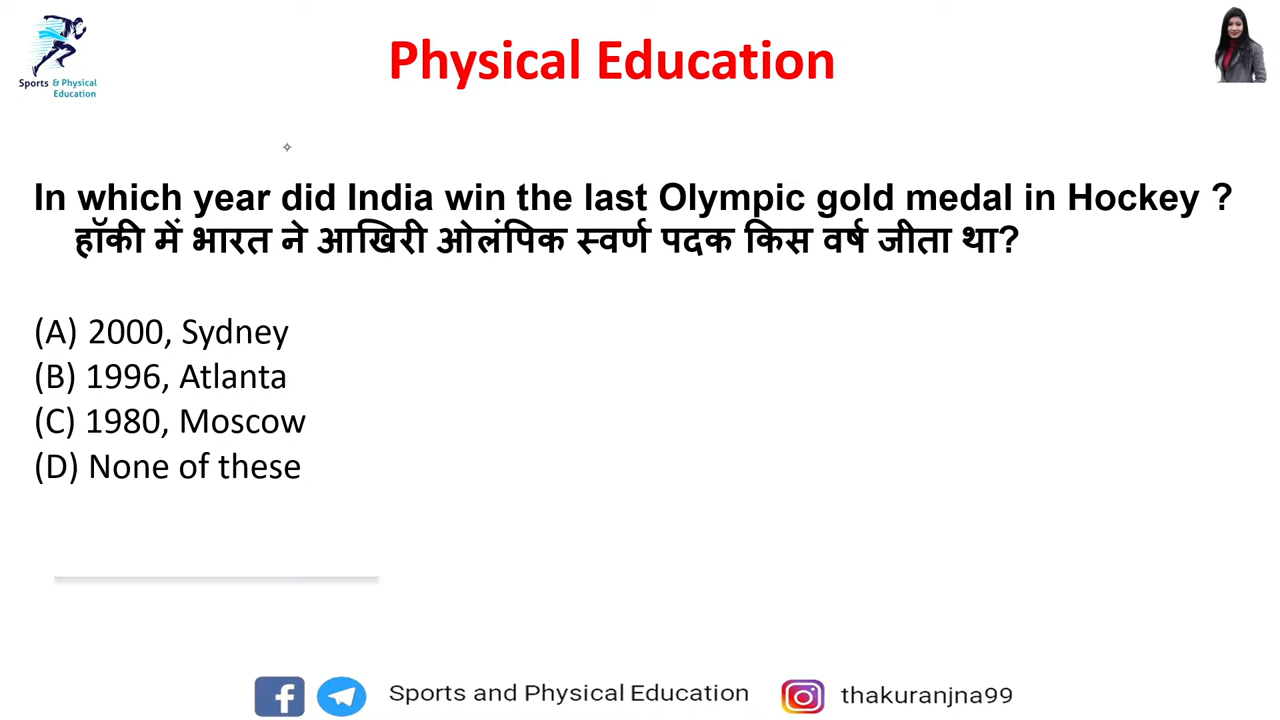 Sports & Physical
Education
Physical Education
In which year did India win the last Olympic gold medal in Hockey ?
हॉकी में भारत ने आखिरी ओलंपिक स्वर्ण पदक किस वर्ष जीता था?
(A) 2000, Sydney
(B) 1996, Atlanta
(C) 1980, Moscow
(D) None of these
Sports and Physical Education
thakuranjna99